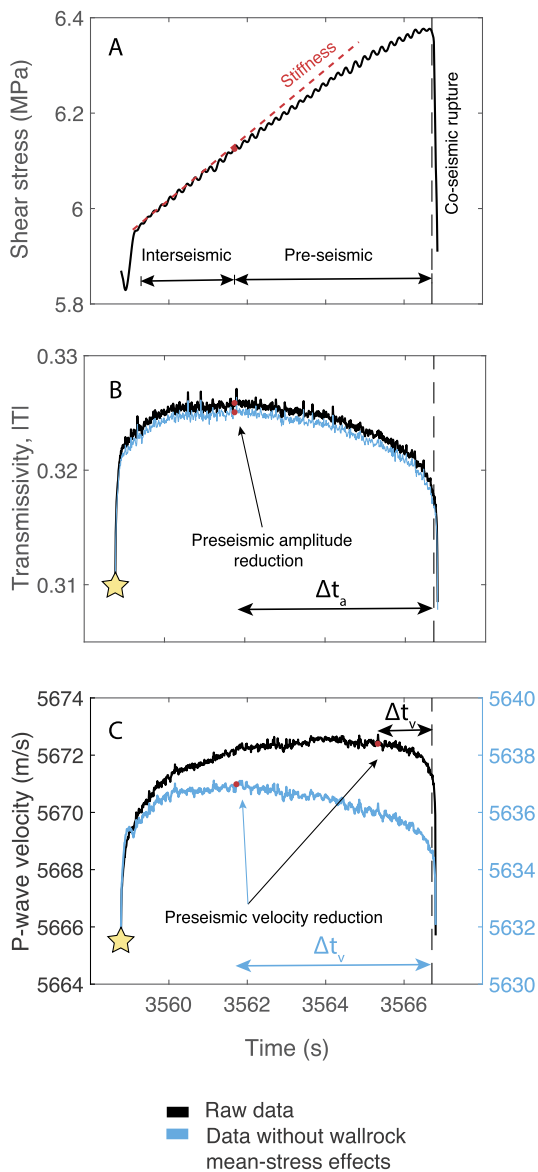 A
6.4
6.2
6
5.8
Shear stress (MPa)
Stiffness
Interseismic
Pre-seismic
Co-seismic rupture
B
0.33
0.32
0.31
Transmissivity, |T|
Preseismic amplitude
reduction
Δtₐ
C
5674
5672
5670
5668
5666
5664
P-wave velocity (m/s)
5640
5638
5636
5634
5632
5630
Δtᵥ
Preseismic velocity reduction
Δtᵥ
3560
3562
3564
3566
Time (s)
Raw data
Data without wallrock
mean-stress effects